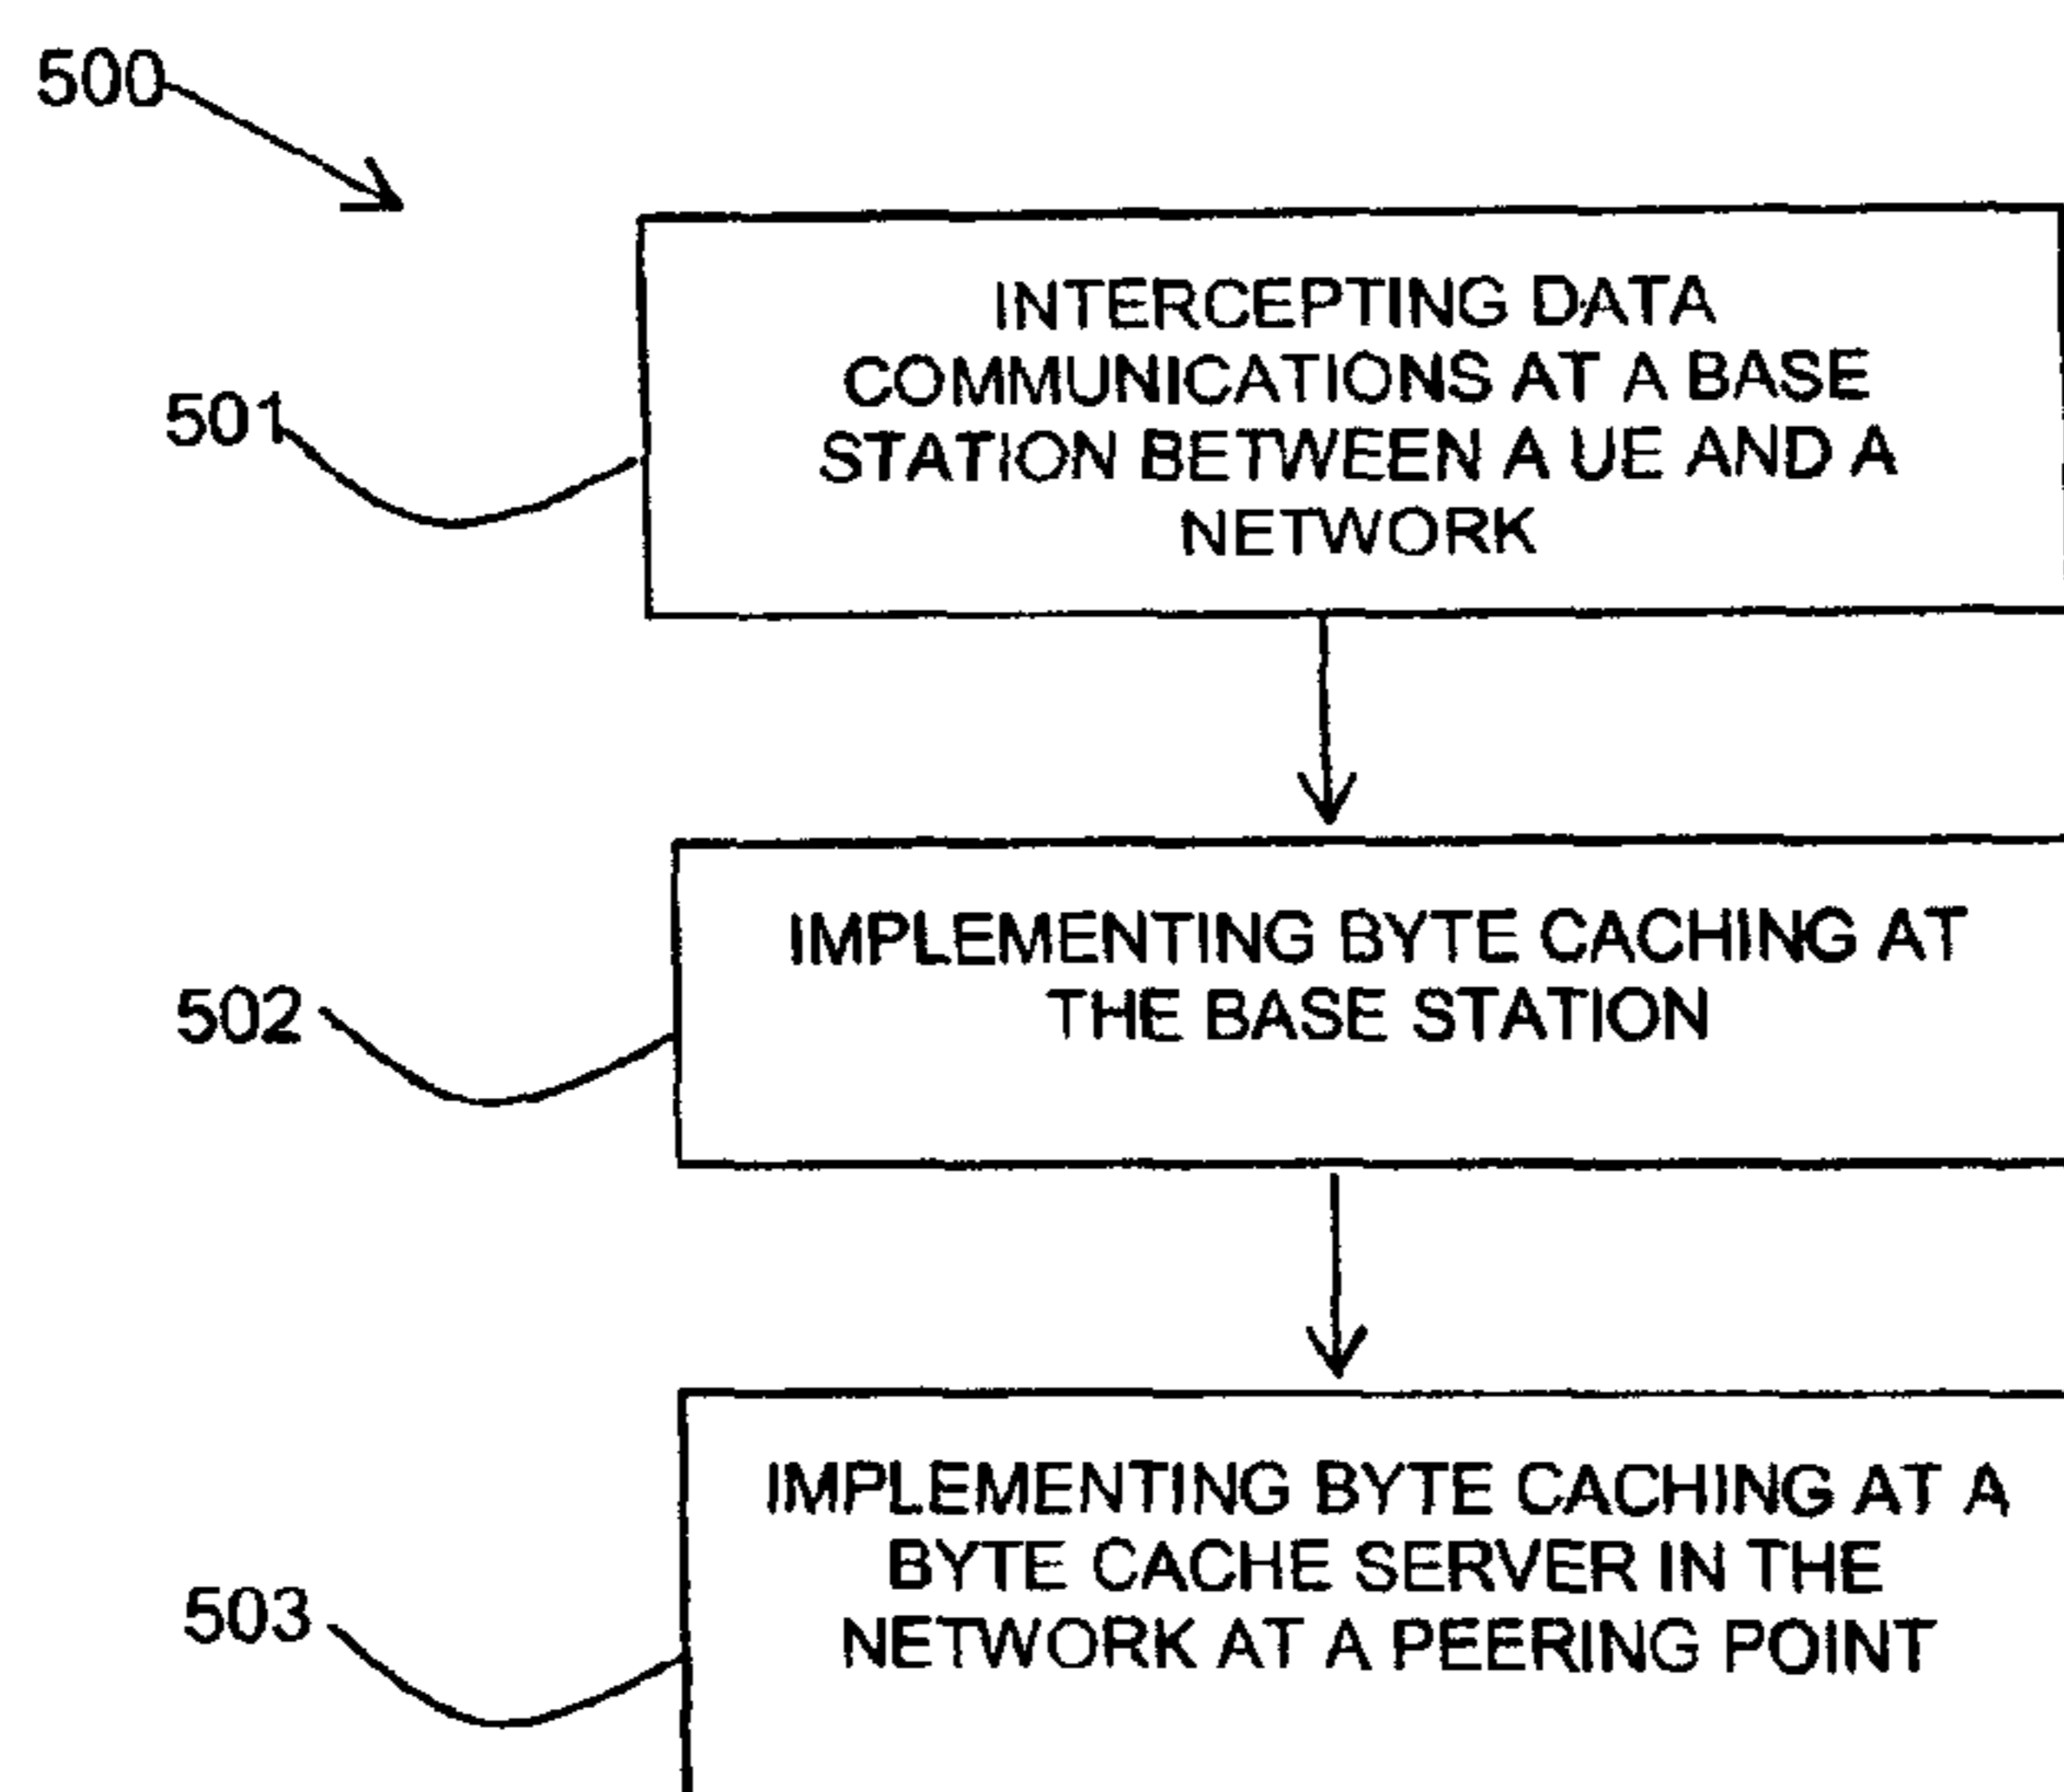 500
501
INTERCEPTING DATA
COMMUNICATIONS AT A BASE
STATION BETWEEN A UE AND A
NETWORK
502
IMPLEMENTING BYTE CACHING AT
THE BASE STATION
503
IMPLEMENTING BYTE CACHING AT A
BYTE CACHE SERVER IN THE
NETWORK AT A PEERING POINT